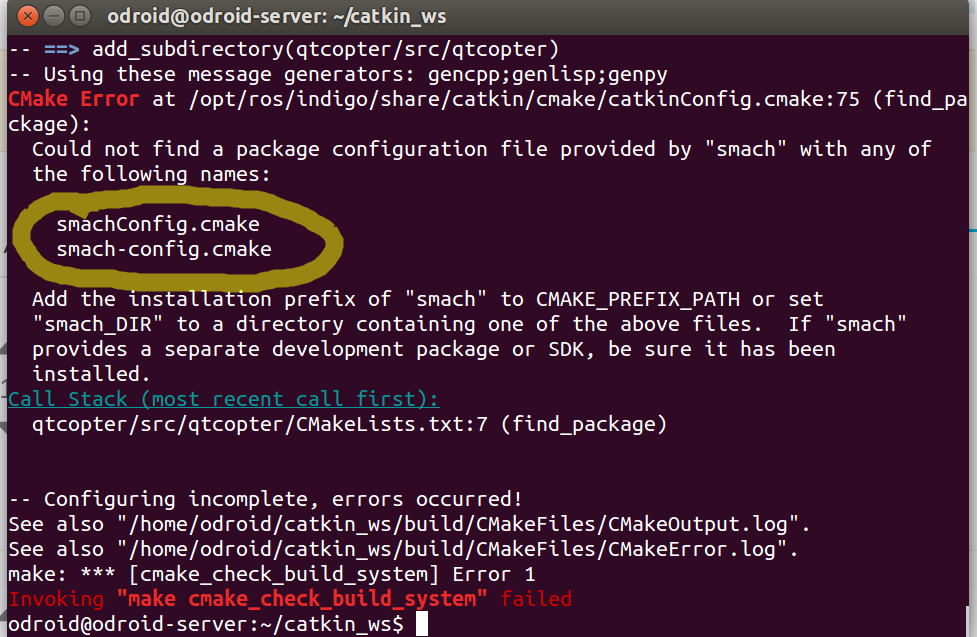 odroid@odroid-server: ~/catkin_ws
-- ==> add_subdirectory(qtcopter/src/qtcopter)
-- Using these message generators: gencpp;genlisp;genpy
CMake Error at /opt/ros/indigo/share/catkin/cmake/catkinConfig.cmake:75 (find_pa
ckage):
Could not find a package configuration file provided by "smach" with any of
the following names:
smachConfig.cmake
smach-config.cmake
Add the installation prefix of "smach" to CMAKE_PREFIX_PATH or set
"smach_DIR" to a directory containing one of the above files.  If "smach"
provides a separate development package or SDK, be sure it has been
installed.
Call Stack (most recent call first):
qtcopter/src/qtcopter/CMakeLists.txt:7 (find_package)
-- Configuring incomplete, errors occurred!
See also "/home/odroid/catkin_ws/build/CMakeFiles/CMakeOutput.log".
See also "/home/odroid/catkin_ws/build/CMakeFiles/CMakeError.log".
make: *** [cmake_check_build_system] Error 1
Invoking "make cmake_check_build_system" failed
odroid@odroid-server:~/catkin_ws$